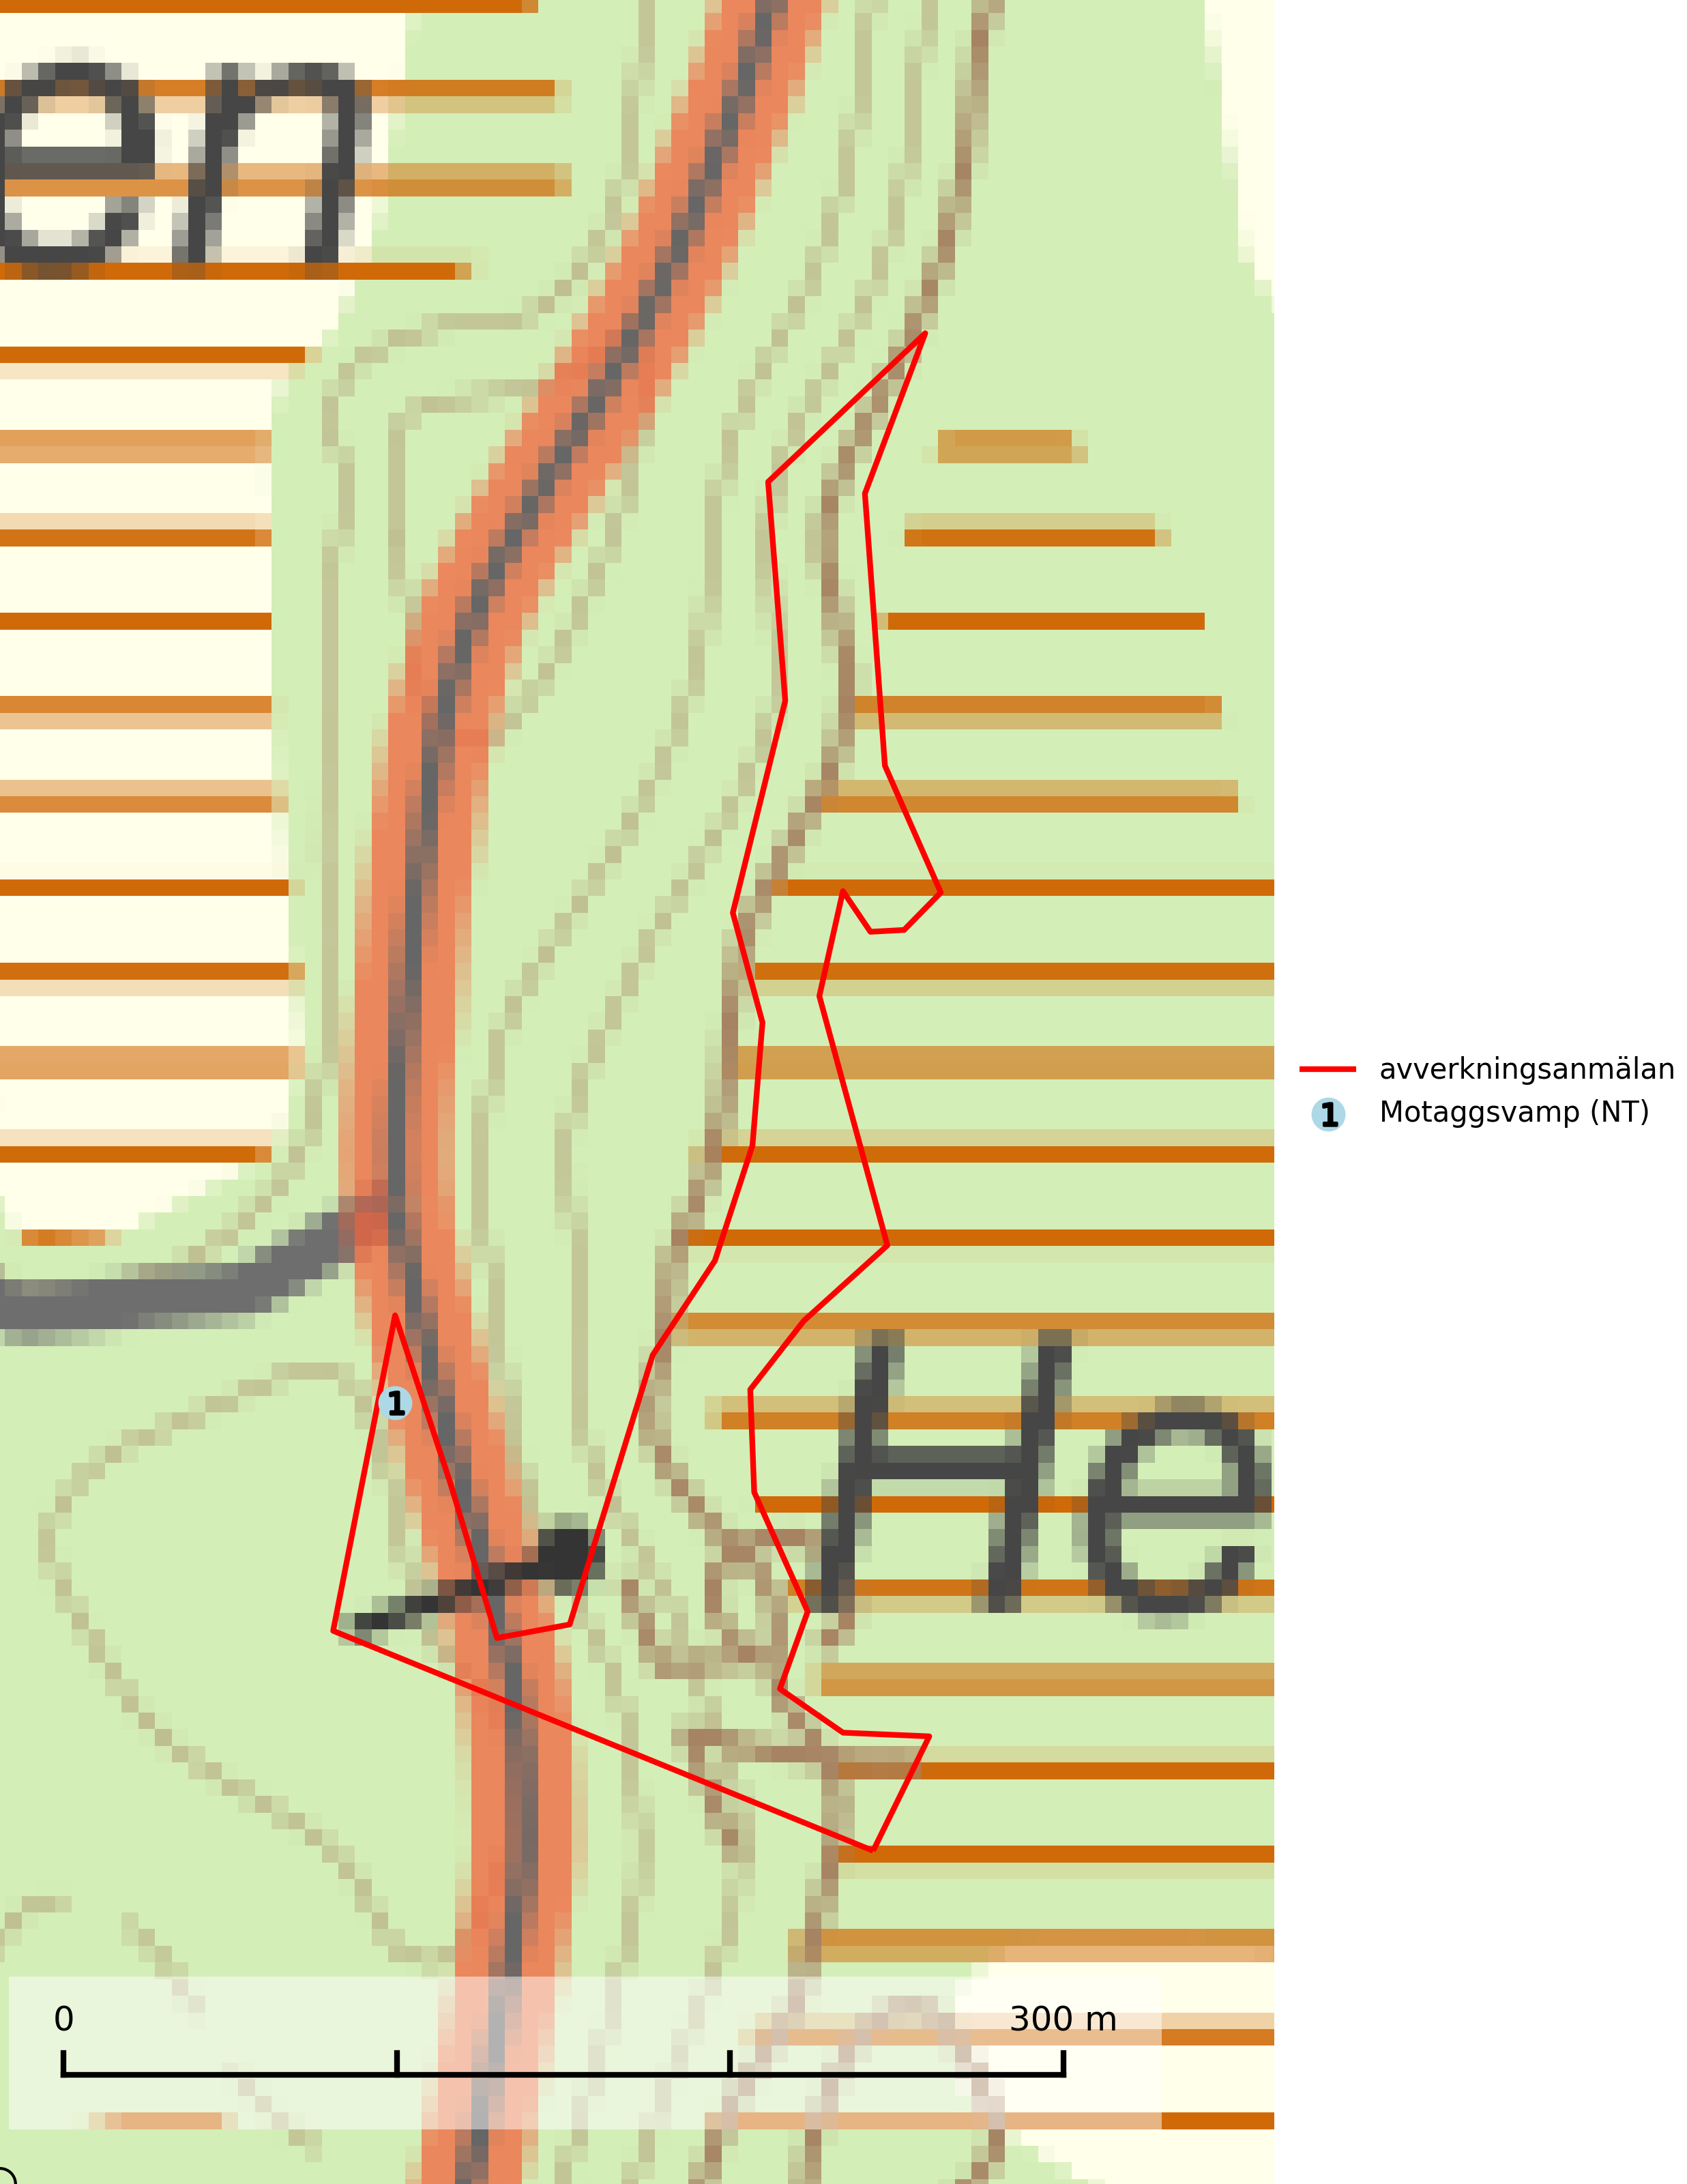 en
avverkningsanmälan
1 Motaggsvamp (NT)
1
He
0 300 m